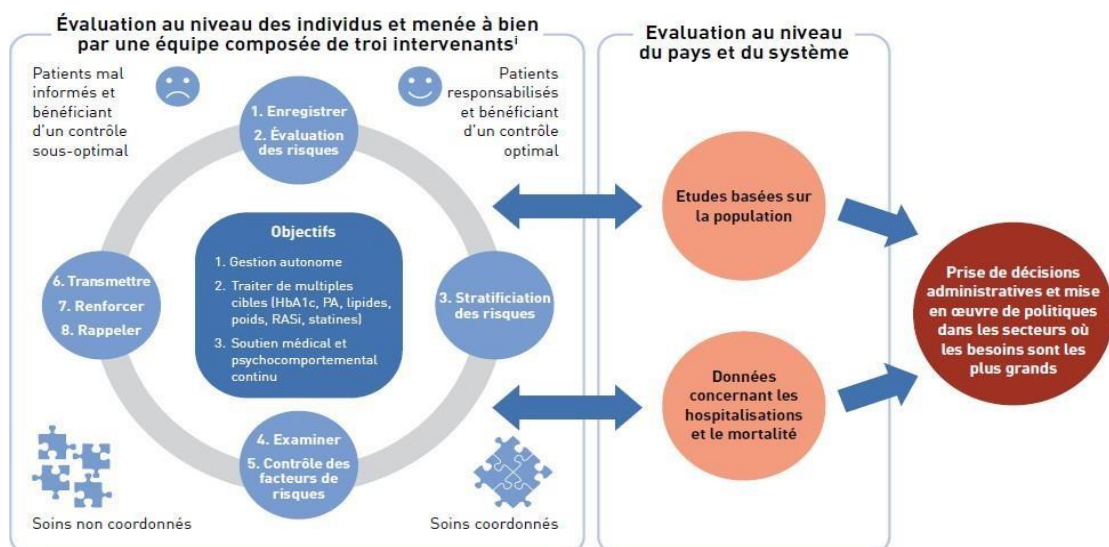 Évaluation au niveau des individus et menée à bien
par une équipe composée de troi intervenantsⁱ
Patients mal
informés et
bénéficiant
d'un contrôle
sous-optimal
Patients
responsabilisés
et bénéficiant
d'un contrôle
optimal
1. Enregistrer
2. Évaluation
des risques
Objectifs
1. Gestion autonome
2. Traiter de multiples
cibles (HbA1c, PA, lipides,
poids, RASi, statines)
3. Soutien médical et
psychocomportemental
continu
6. Transmettre
7. Renforcer
8. Rappeler
3. Stratificiation
des risques
4. Examiner
5. Contrôle des
facteurs de
risques
Soins non coordonnés
Soins coordonnés
Evaluation au niveau
du pays et du système
Etudes basées sur
la population
Données
concernant les
hospitalisations
et le mortalité
Prise de décisions
administratives et mise
en œuvre de politiques
dans les secteurs où
les besoins sont les
plus grands